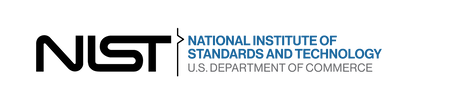 NIST
NATIONAL INSTITUTE OF
STANDARDS AND TECHNOLOGY
U.S. DEPARTMENT OF COMMERCE